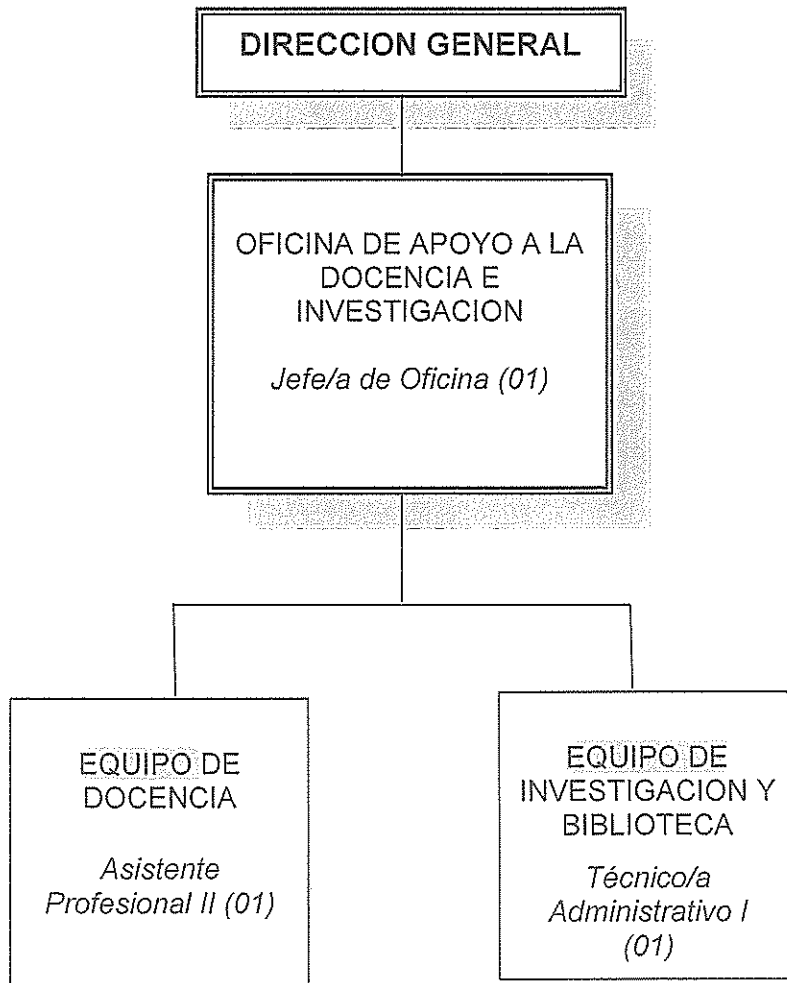 DIRECCION GENERAL
OFICINA DE APOYO A LA
DOCENCIA E
INVESTIGACION
Jefe/a de Oficina (01)
EQUIPO DE
DOCENCIA
Asistente
Profesional II (01)
EQUIPO DE
INVESTIGACION Y
BIBLIOTECA
Técnico/a
Administrativo I
(01)